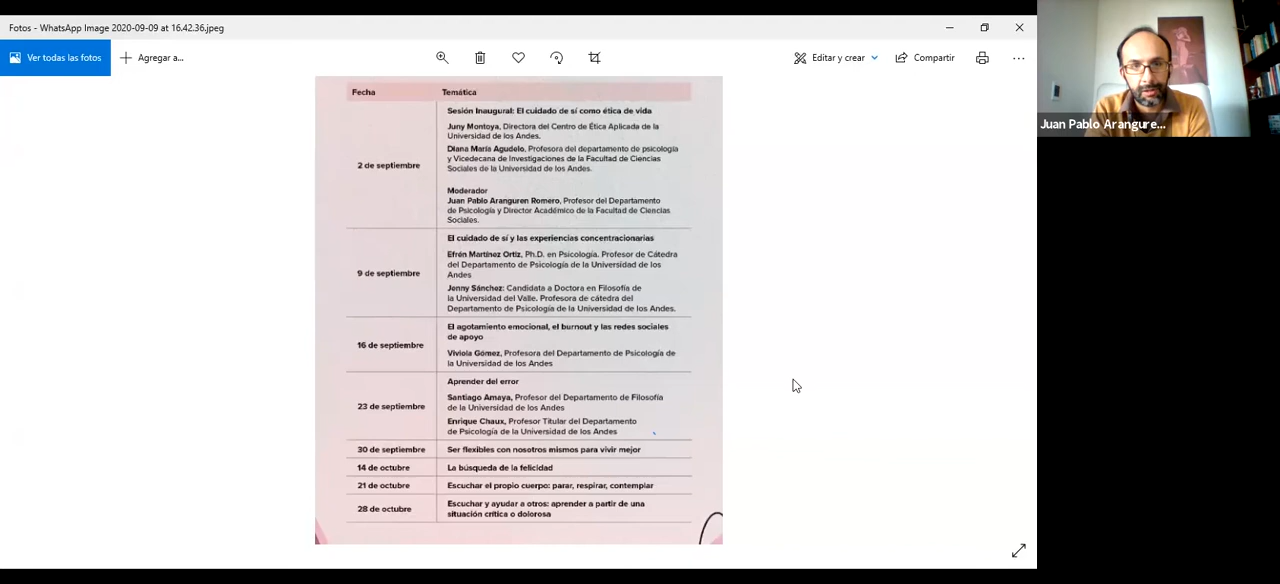 Fotos - WhatsApp Image 2020-09-09 at 16.42.36.jpeg
Ver todas las fotos
Agregar a...
Editar y crear
Compartir
Juan Pablo Arangure...
Fecha
Temática
2 de septiembre
Sesión Inaugural: El cuidado de sí como ética de vida
Juny Montoya, Directora del Centro de Ética Aplicada de la
Universidad de los Andes.
Diana María Agudelo, Profesora del departamento de psicología
y Vicedecana de Investigaciones de la Facultad de Ciencias
Sociales de la Universidad de los Andes.
Moderador
Juan Pablo Aranguren Romero, Profesor del Departamento
de Psicología y Director Académico de la Facultad de Ciencias
Sociales.
9 de septiembre
El cuidado de sí y las experiencias concentracionarias
Efrén Martínez Ortíz, Ph.D. en Psicología. Profesor de Cátedra
del Departamento de Psicología de la Universidad de los
Andes
Jenny Sánchez: Candidata a Doctora en Filosofía de
la Universidad del Valle. Profesora de cátedra del
Departamento de Psicología de la Universidad de los Andes.
16 de septiembre
El agotamiento emocional, el burnout y las redes sociales
de apoyo
Viviola Gómez, Profesora del Departamento de Psicología de
la Universidad de los Andes
23 de septiembre
Aprender del error
Santiago Amaya, Profesor del Departamento de Filosofía
de la Universidad de los Andes
Enrique Chaux, Profesor Titular del Departamento
de Psicología de la Universidad de los Andes
30 de septiembre
Ser flexibles con nosotros mismos para vivir mejor
14 de octubre
La búsqueda de la felicidad
21 de octubre
Escuchar el propio cuerpo: parar, respirar, contemplar
28 de octubre
Escuchar y ayudar a otros: aprender a partir de una
situación crítica o dolorosa